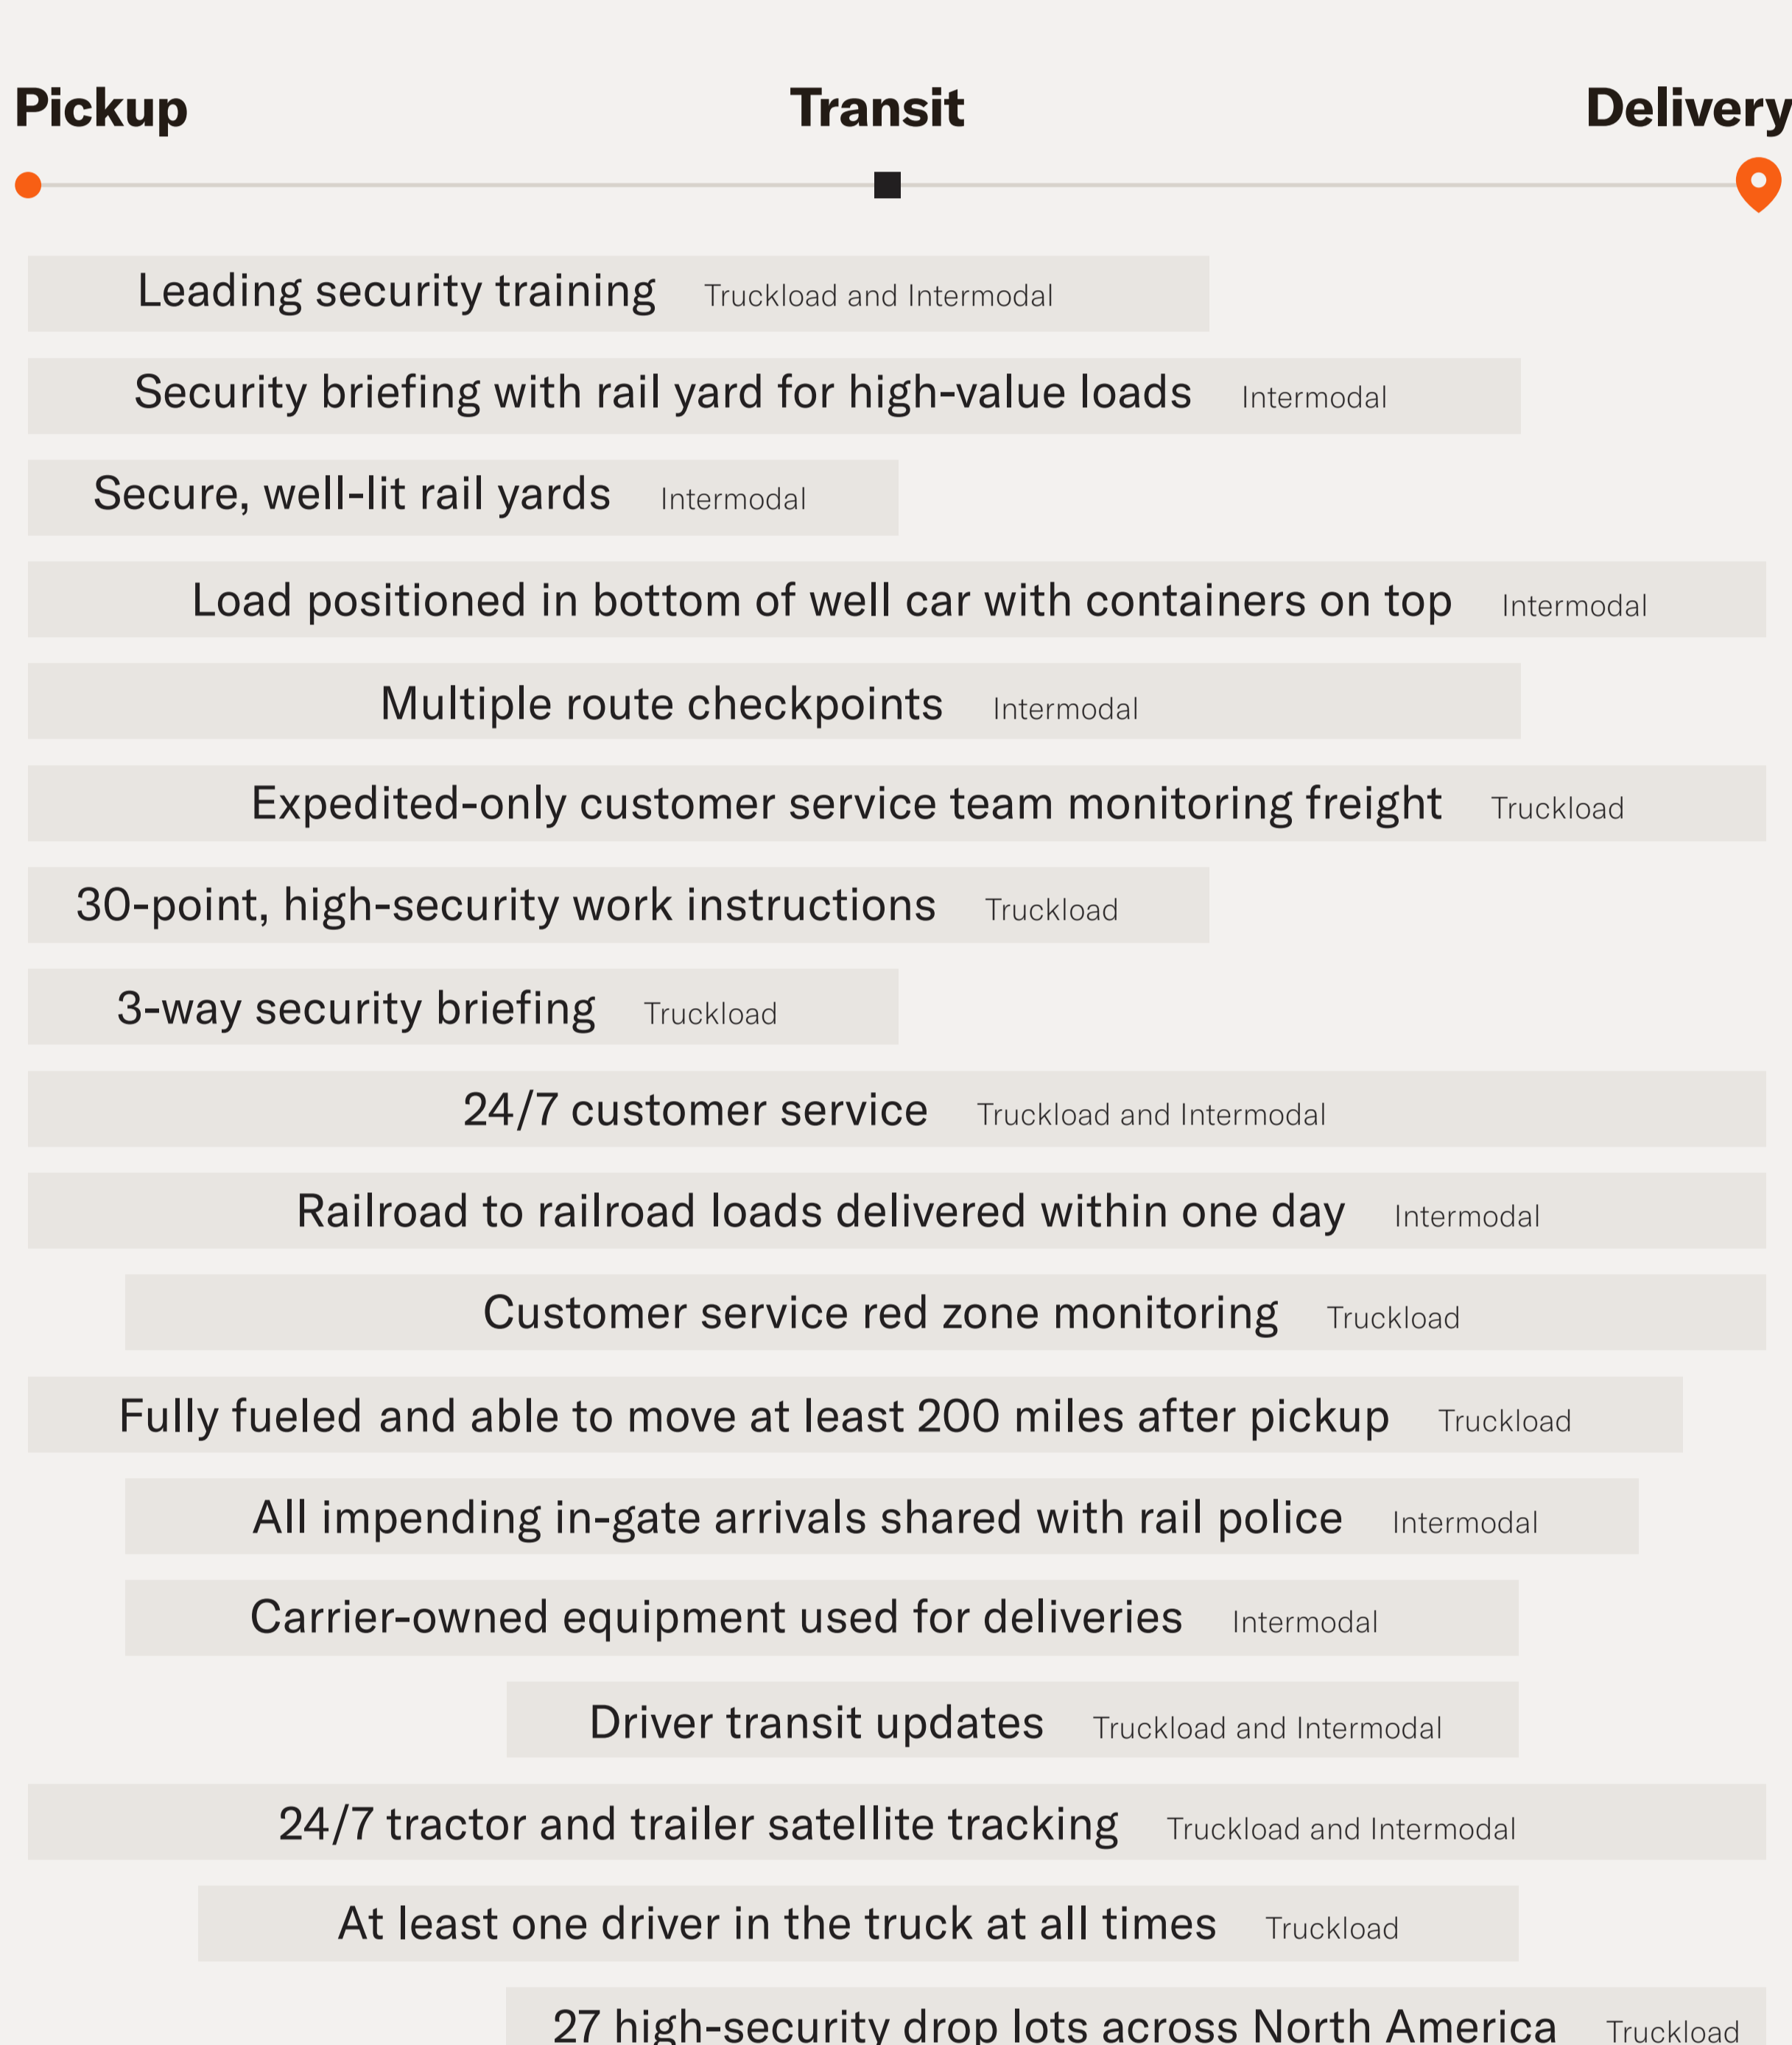 Pickup Transit Delivery
Leading security training Truckload and Intermodal
Security briefing with rail yard for high-value loads Intermodal
Secure, well-lit rail yards Intermodal
Load positioned in bottom of well car with containers on top Intermodal
Multiple route checkpoints Intermodal
Expedited-only customer service team monitoring freight Truckload
30-point, high-security work instructions Truckload
3-way security briefing Truckload
24/7 customer service Truckload and Intermodal
Railroad to railroad loads delivered within one day Intermodal
Customer service red zone monitoring Truckload
Fully fueled and able to move at least 200 miles after pickup Truckload
All impending in-gate arrivals shared with rail police Intermodal
Carrier-owned equipment used for deliveries Intermodal
Driver transit updates Truckload and Intermodal
24/7 tractor and trailer satellite tracking Truckload and Intermodal
At least one driver in the truck at all times Truckload
27 high-security drop lots across North America Truckload